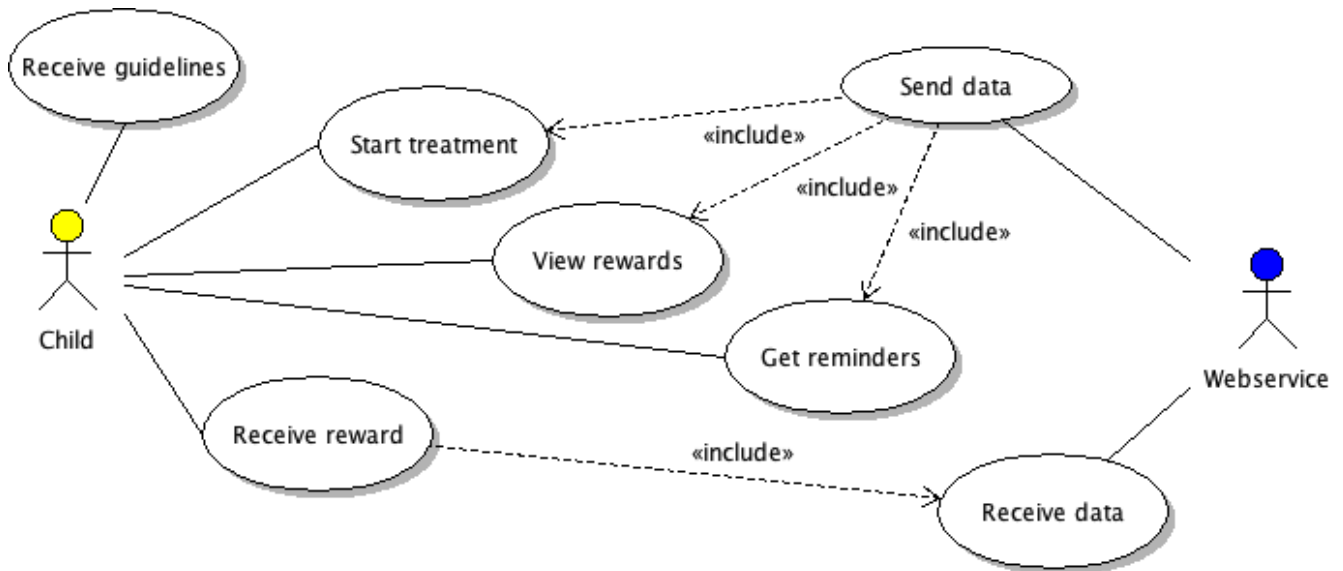 Receive guidelines
Send data
Start treatment
«include»
«include»
«include»
View rewards
Child
Get reminders
Webservice
Receive reward
«include»
Receive data